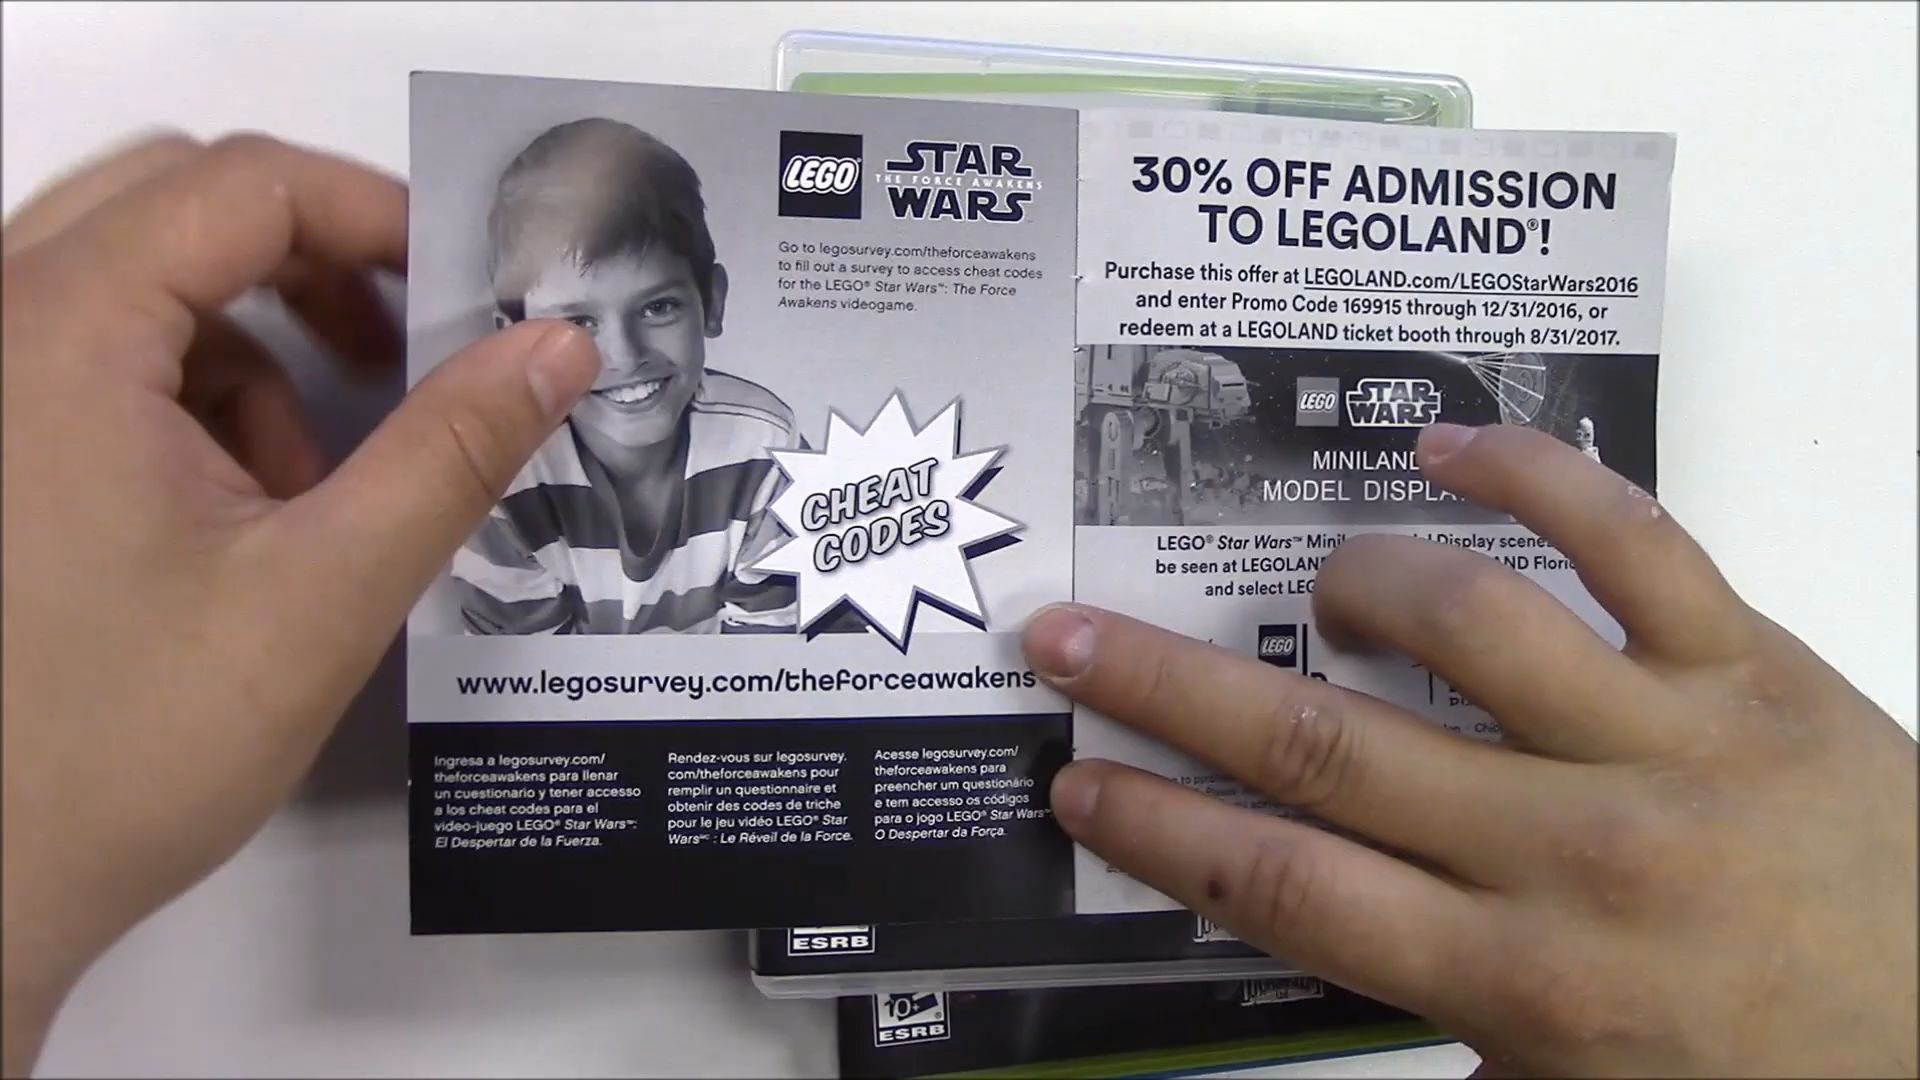 LEGO
STAR
THE FORCE AWAKENS
WARS
Go to legosurvey.com/theforceawakens
to fill out a survey to access cheat codes
for the LEGO® Star Wars™: The Force
Awakens videogame.
CHEAT
CODES
www.legosurvey.com/theforceawakens
Ingresa a legosurvey.com/
theforceawakens para llenar
un cuestionario y tener accesso
a los cheat codes para el
video-juego LEGO® Star Wars™:
El Despertar de la Fuerza.
Rendez-vous sur legosurvey.
com/theforceawakens pour
remplir un questionnaire et
obtenir des codes de triche
pour le jeu vidéo LEGO® Star
Wars : Le Réveil de la Force.
Acesse legosurvey.com/
theforceawakens para
preencher um questionário
e tem accesso os códigos
para o jogo LEGO® Star Wars™
O Despertar da Força.
30% OFF ADMISSION
TO LEGOLAND®!
Purchase this offer at LEGOLAND.com/LEGOStarWars2016
and enter Promo Code 169915 through 12/31/2016, or
redeem at a LEGOLAND ticket booth through 8/31/2017.
LEGO
STAR
WARS
MINILAND
MODEL
LEGO® Star Wars™ Display
be seen at
and select
LEGO
ESRB
10+
ESRB